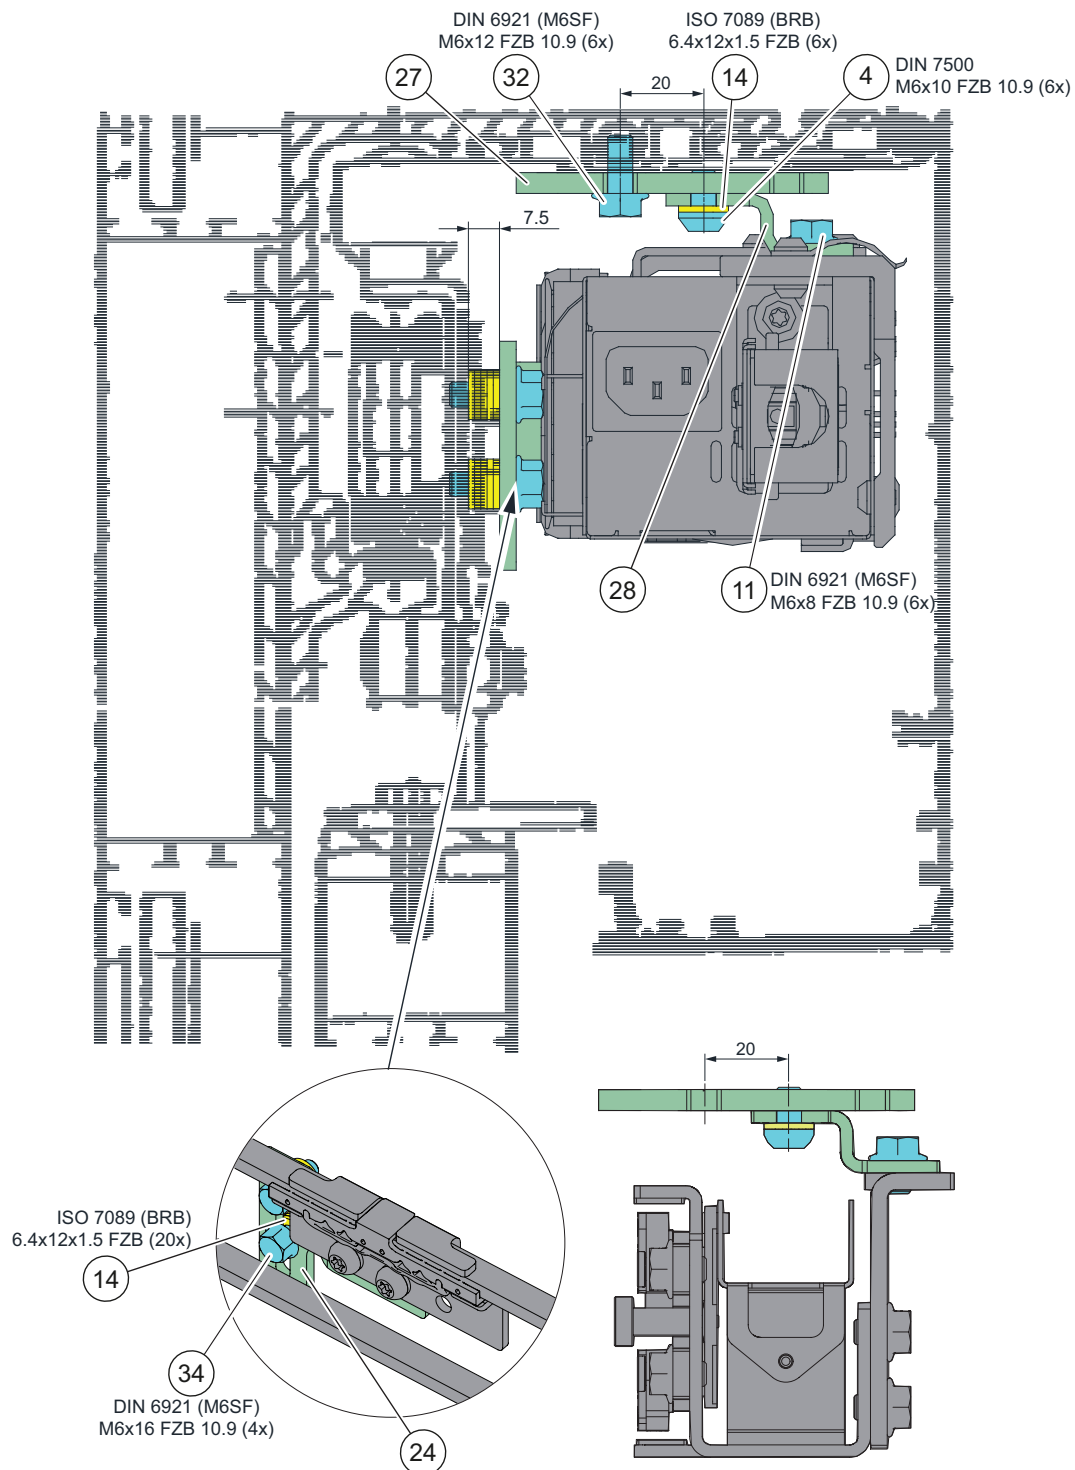 DIN 6921 (M6SF)
M6x12 FZB 10.9 (6x)
ISO 7089 (BRB)
6.4x12x1.5 FZB (6x)
DIN 7500
M6x10 FZB 10.9 (6x)
27
32
14
4
20
7.5
28
11
DIN 6921 (M6SF)
M6x8 FZB 10.9 (6x)
20
ISO 7089 (BRB)
6.4x12x1.5 FZB (20x)
14
34
DIN 6921 (M6SF)
M6x16 FZB 10.9 (4x)
24